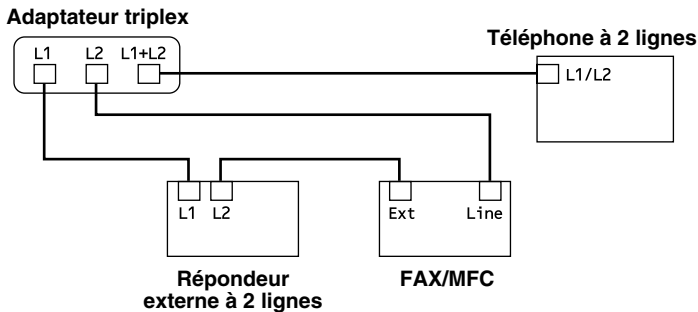 Adaptateur triplex
L1 L2 L1+L2
Téléphone à 2 lignes
L1/L2
L1 L2
Ext Line
Répondeur
externe à 2 lignes
FAX/MFC